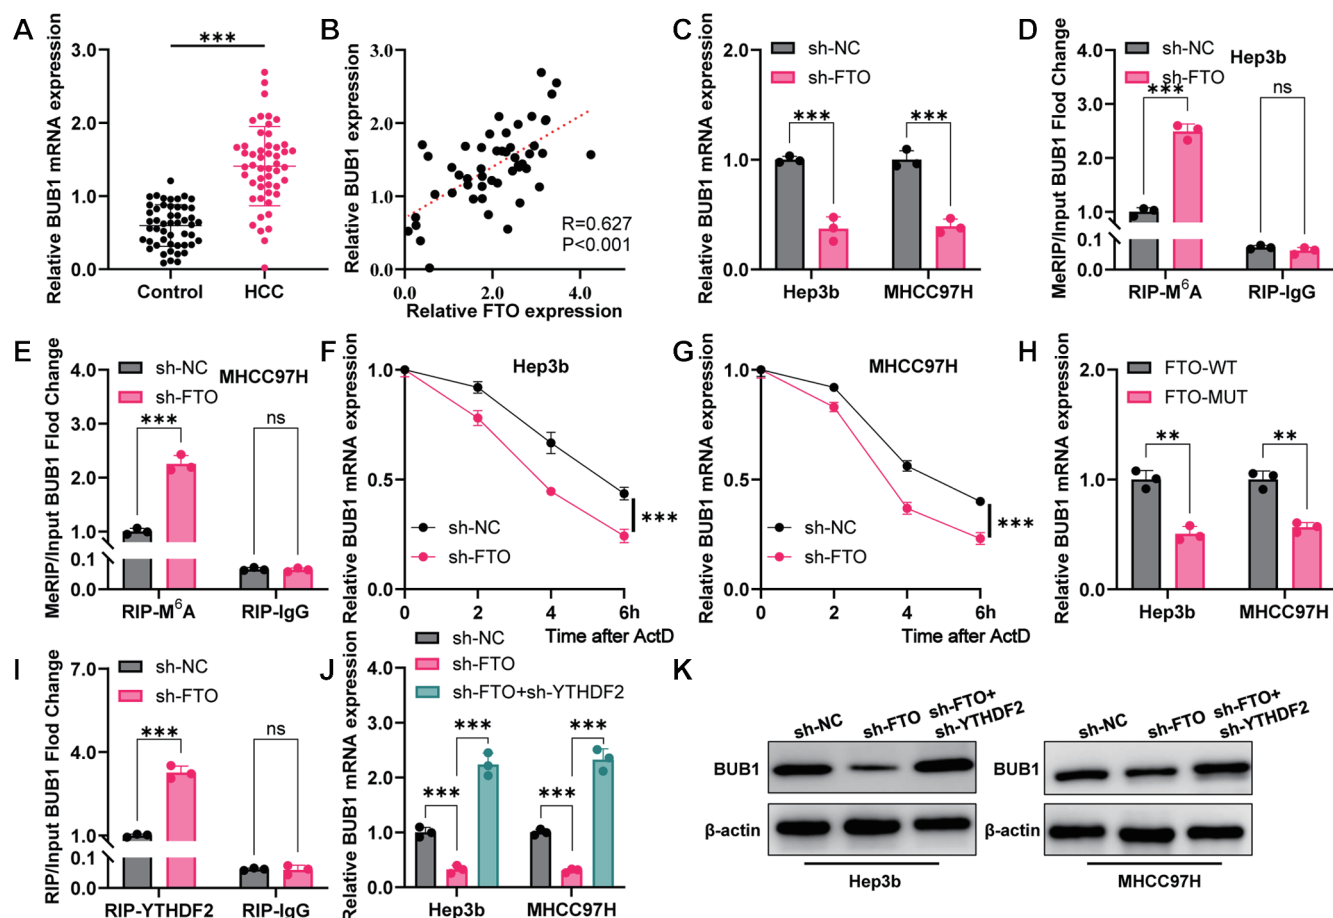 A
Relative BUB1 mRNA expression
3.0
2.0
1.0
0.0
***
Control
HCC
B
Relative BUB1 expression
3.0
2.0
1.0
0.0
R=0.627
P<0.001
0.0
2.0
4.0
Relative FTO expression
C
Relative BUB1 mRNA expression
2.0
1.0
0.0
sh-NC
sh-FTO
***
***
Hep3b
MHCC97H
D
MeRIP/Input BUB1 Flod Change
4.0
3.0
2.0
1.0
0.1
0.0
sh-NC
sh-FTO
Hep3b
***
ns
RIP-M⁶A
RIP-IgG
E
MeRIP/Input BUB1 Flod Change
4.0
3.0
2.0
1.0
0.1
0.0
sh-NC
sh-FTO
MHCC97H
***
ns
RIP-M⁶A
RIP-IgG
F
Relative BUB1 mRNA expression
1.0
0.5
0.0
Hep3b
sh-NC
sh-FTO
***
0
2
4
6h
Time after ActD
G
Relative BUB1 mRNA expression
1.0
0.5
0.0
MHCC97H
sh-NC
sh-FTO
***
0
2
4
6h
Time after ActD
H
Relative BUB1 mRNA expression
2.0
1.0
0.0
FTO-WT
FTO-MUT
**
**
Hep3b
MHCC97H
I
RIP/Input BUB1 Flod Change
7.0
4.0
1.0
0.1
0.0
sh-NC
sh-FTO
***
ns
RIP-YTHDF2
RIP-IgG
J
Relative BUB1 mRNA expression
4.0
3.0
2.0
1.0
0.0
sh-NC
sh-FTO
sh-FTO+sh-YTHDF2
***
***
***
***
Hep3b
MHCC97H
K
sh-NC
sh-FTO
sh-FTO+
sh-YTHDF2
BUB1
β-actin
Hep3b
sh-NC
sh-FTO
sh-FTO+
sh-YTHDF2
BUB1
β-actin
MHCC97H